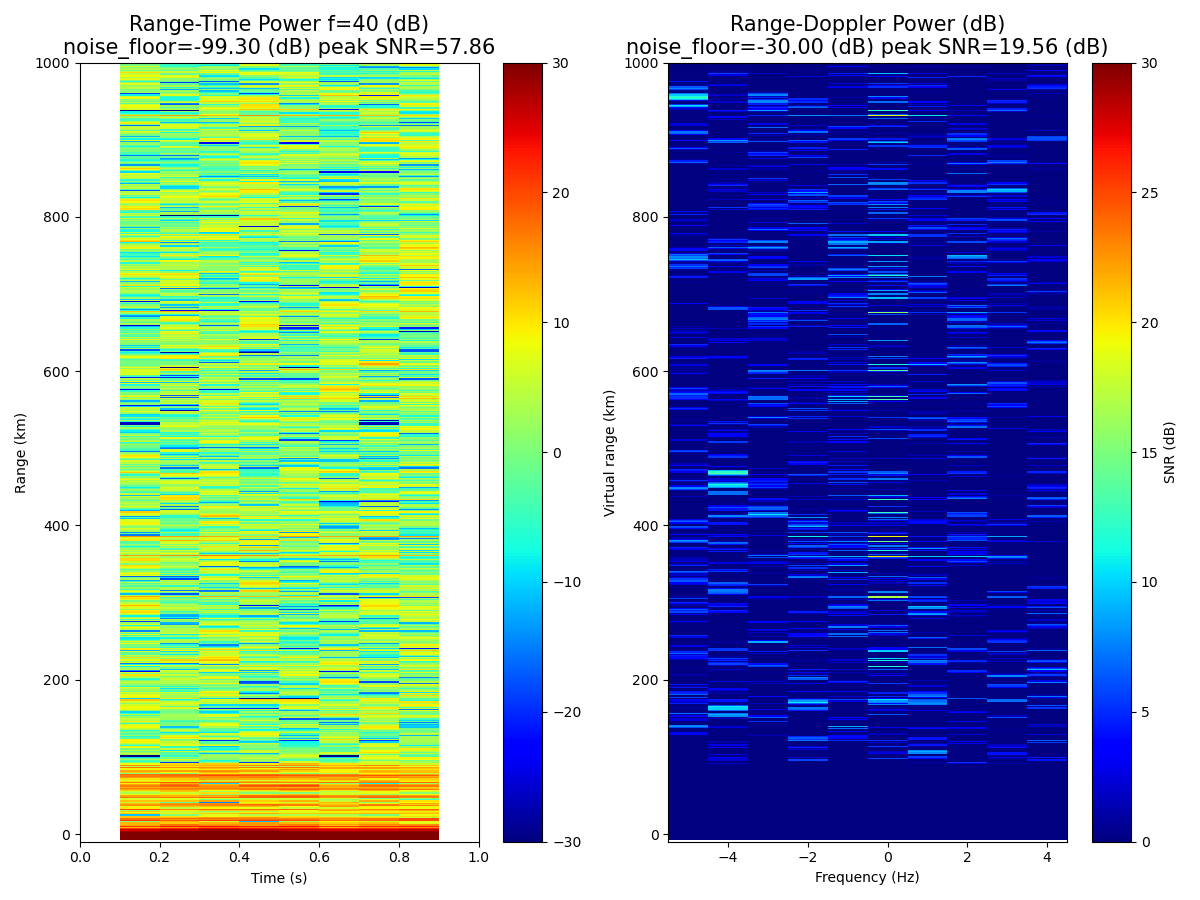 Range-Time Power f=40 (dB)
noise_floor=-99.30 (dB) peak SNR=57.86
1000
800
600
400
200
0
Range (km)
0.0 0.2 0.4 0.6 0.8 1.0
Time (s)
30
20
10
0
−10
−20
−30
Range-Doppler Power (dB)
noise_floor=-30.00 (dB) peak SNR=19.56 (dB)
1000
800
600
400
200
0
Virtual range (km)
−4 −2 0 2 4
Frequency (Hz)
30
25
20
15
10
5
0
SNR (dB)